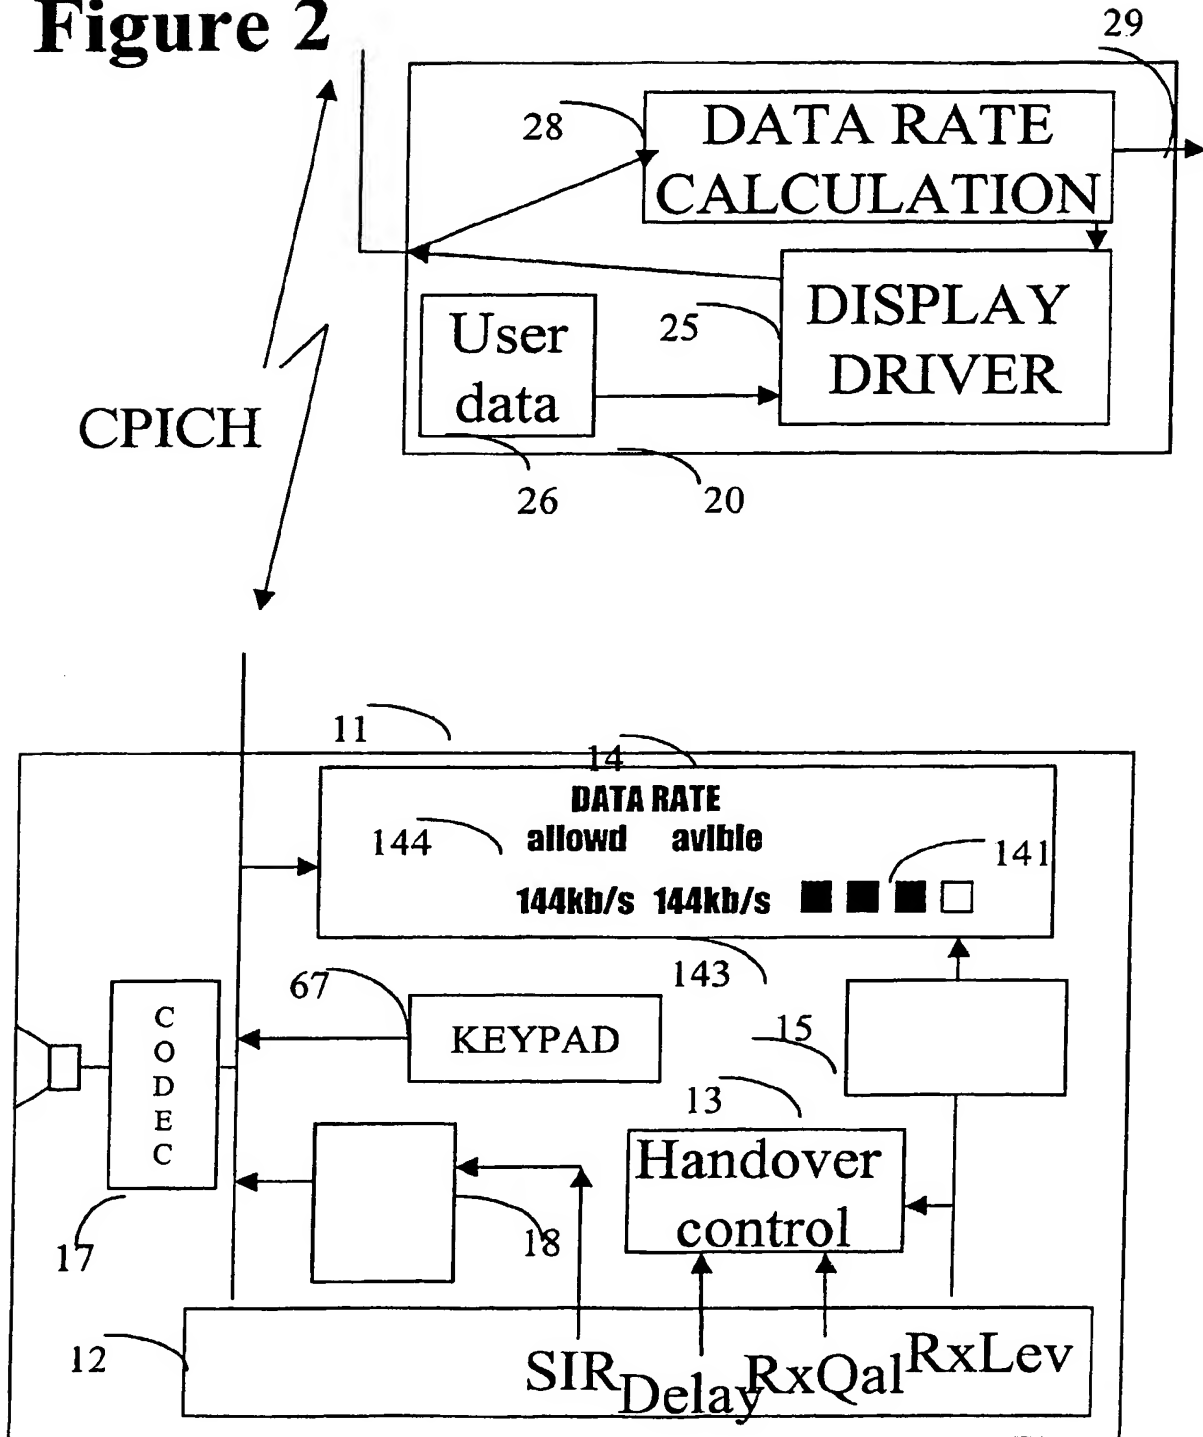 Figure 2
29
28
DATA RATE
CALCULATION
25
DISPLAY
DRIVER
User
data
CPICH
26
20
11
14
DATA RATE
144
allowd avlble
141
144kb/s 144kb/s
143
67
KEYPAD
15
CODEC
13
Handover
control
17
18
12
SIR
Delay
RxQal
RxLev